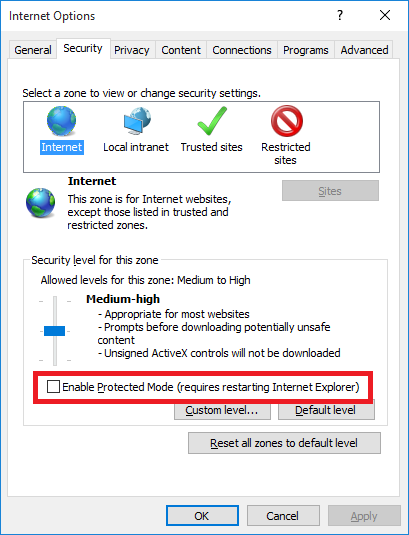 Internet Options
General Security Privacy Content Connections Programs Advanced
Select a zone to view or change security settings.
Internet Local intranet Trusted sites Restricted
sites
Internet
Sites
This zone is for Internet websites,
except those listed in trusted and
restricted zones.
Security level for this zone
Allowed levels for this zone: Medium to High
Medium-high
- Appropriate for most websites
- Prompts before downloading potentially unsafe
content
- Unsigned ActiveX controls will not be downloaded
Enable Protected Mode (requires restarting Internet Explorer)
Custom level... Default level
Reset all zones to default level
OK Cancel Apply